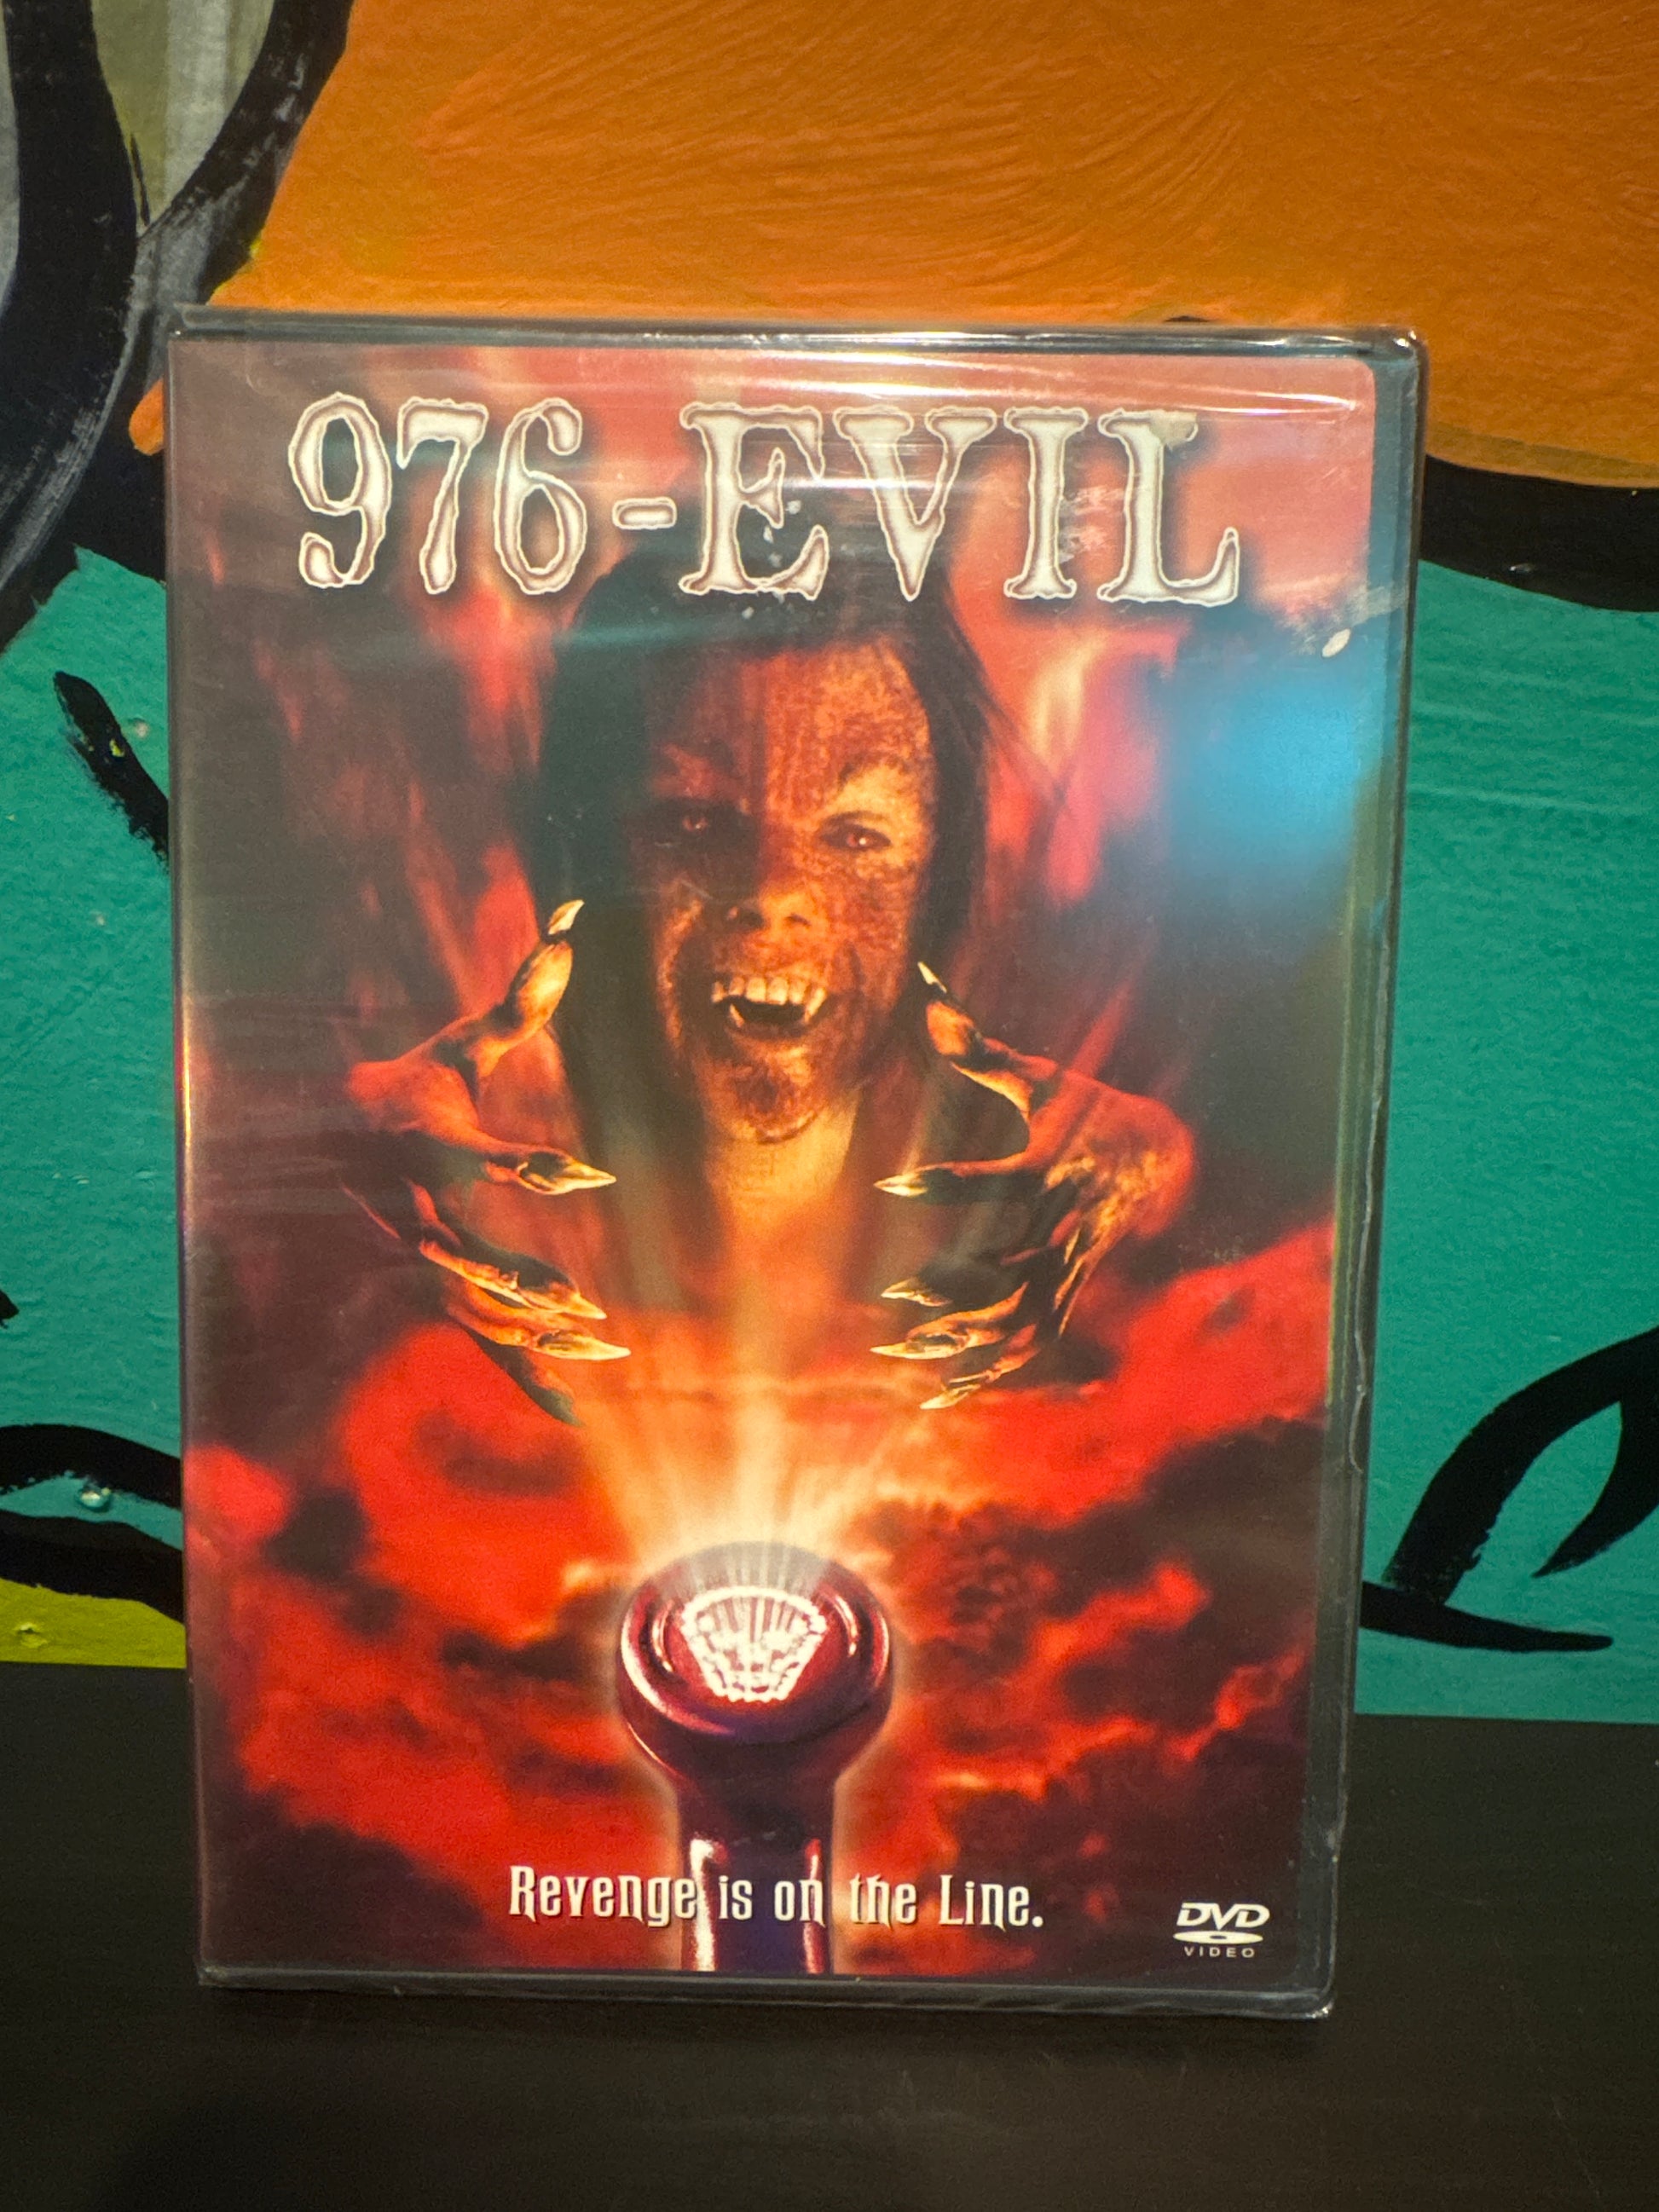 976-EVIL
Revenge is on the Line.
DVD
VIDEO